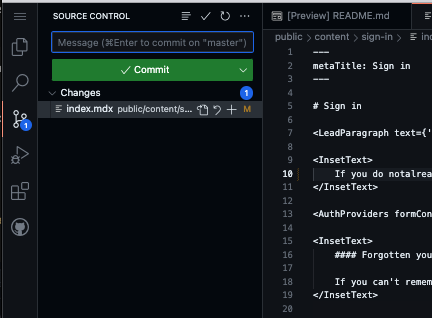 SOURCE CONTROL
Message (⌘Enter to commit on "master")
Commit
Changes
1
index.mdx public/content/s... M
1
[Preview] README.md
public > content > sign-in >
1 ---
2 metaTitle: Sign in
3 ---
4
5 # Sign in
6
7 <LeadParagraph text={'
8
9 <InsetText>
10 If you do notalrea
11 </InsetText>
12
13 <AuthProviders formCon
14
15 <InsetText>
16 #### Forgotten you
17
18 If you can't remem
19 </InsetText>
20